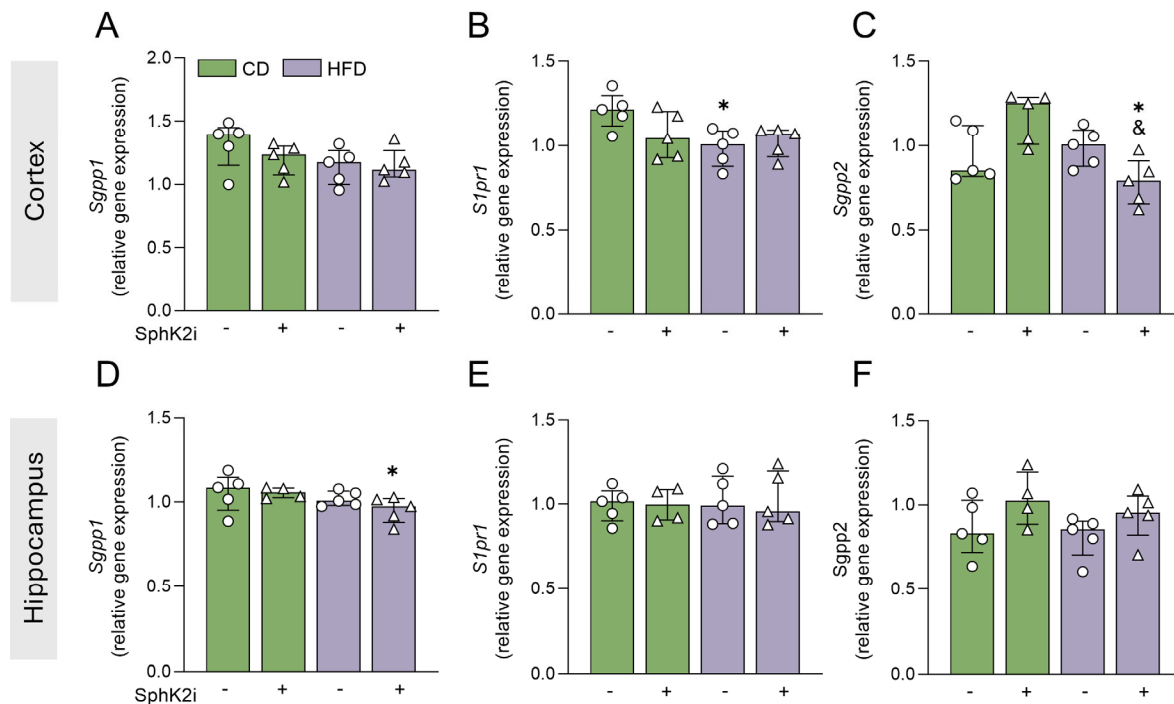 A
B
C
CD HFD
Cortex
Sgpp1
(relative gene expression)
2.0
1.5
1.0
1.5
0.0
SphK2i - + - +
S1pr1
(relative gene expression)
1.5
1.0
0.5
0.0
*
- + - +
Sgpp2
(relative gene expression)
1.5
1.0
0.5
0.0
*
&
- + - +
D
E
F
Hippocampus
Sgpp1
(relative gene expression)
1.5
1.0
0.5
0.0
*
SphK2i - + - +
S1pr1
(relative gene expression)
1.5
1.0
0.5
0.0
- + - +
Sgpp2
(relative gene expression)
1.5
1.0
0.5
0.0
- + - +